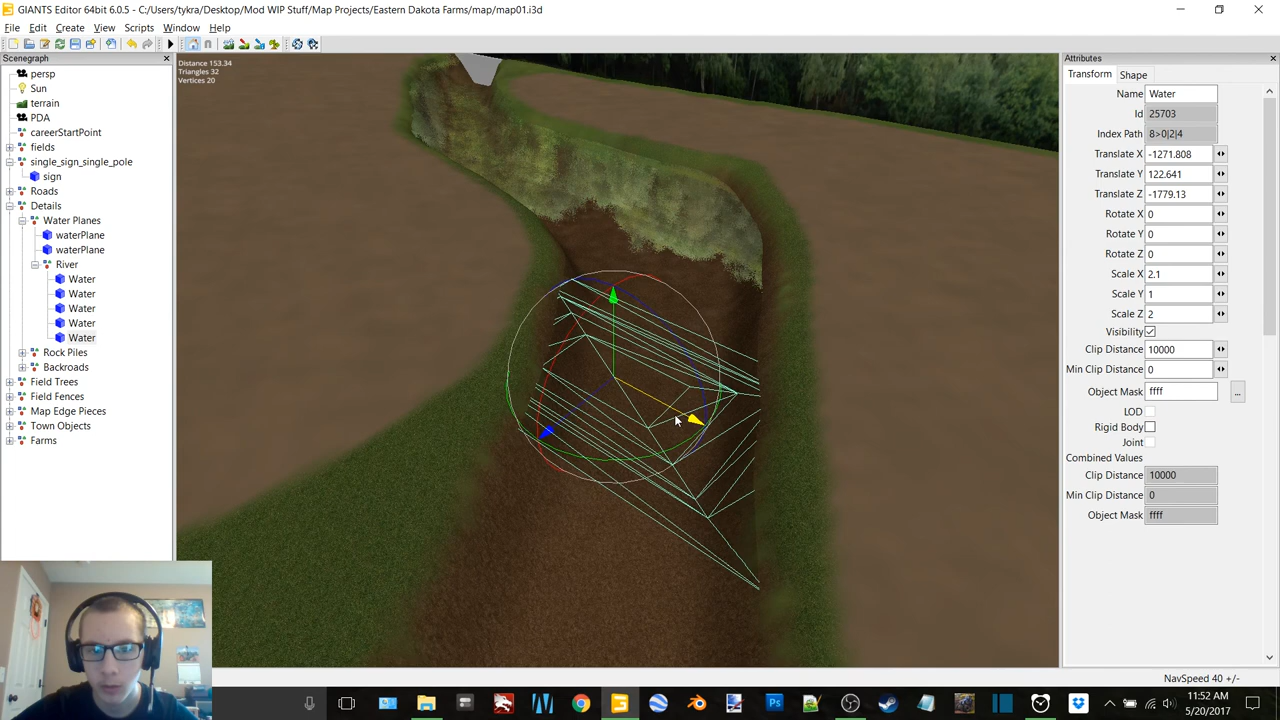 GIANTS Editor 64bit 6.0.5 - C:/Users/tykra/Desktop/Mod WIP Stuff/Map Projects/Eastern Dakota Farms/map/map01.i3d
File Edit Create View Scripts Window Help
Scenegraph
persp
Sun
terrain
PDA
careerStartPoint
fields
single_sign_single_pole
sign
Roads
Details
Water Planes
waterPlane
waterPlane
River
Water
Water
Water
Water
Water
Rock Piles
Backroads
Field Trees
Field Fences
Map Edge Pieces
Town Objects
Farms
Distance 153.34
Triangles 32
Vertices 20
Attributes
Transform Shape
Name Water
Id 25703
Index Path 8>0|2|4
Translate X -1271.808
Translate Y 122.641
Translate Z -1779.13
Rotate X 0
Rotate Y 0
Rotate Z 0
Scale X 2.1
Scale Y 1
Scale Z 2
Visibility
Clip Distance 10000
Min Clip Distance 0
Object Mask ffff ...
LOD
Rigid Body
Joint
Combined Values
Clip Distance 10000
Min Clip Distance 0
Object Mask ffff
NavSpeed 40 +/-
11:52 AM
5/20/2017